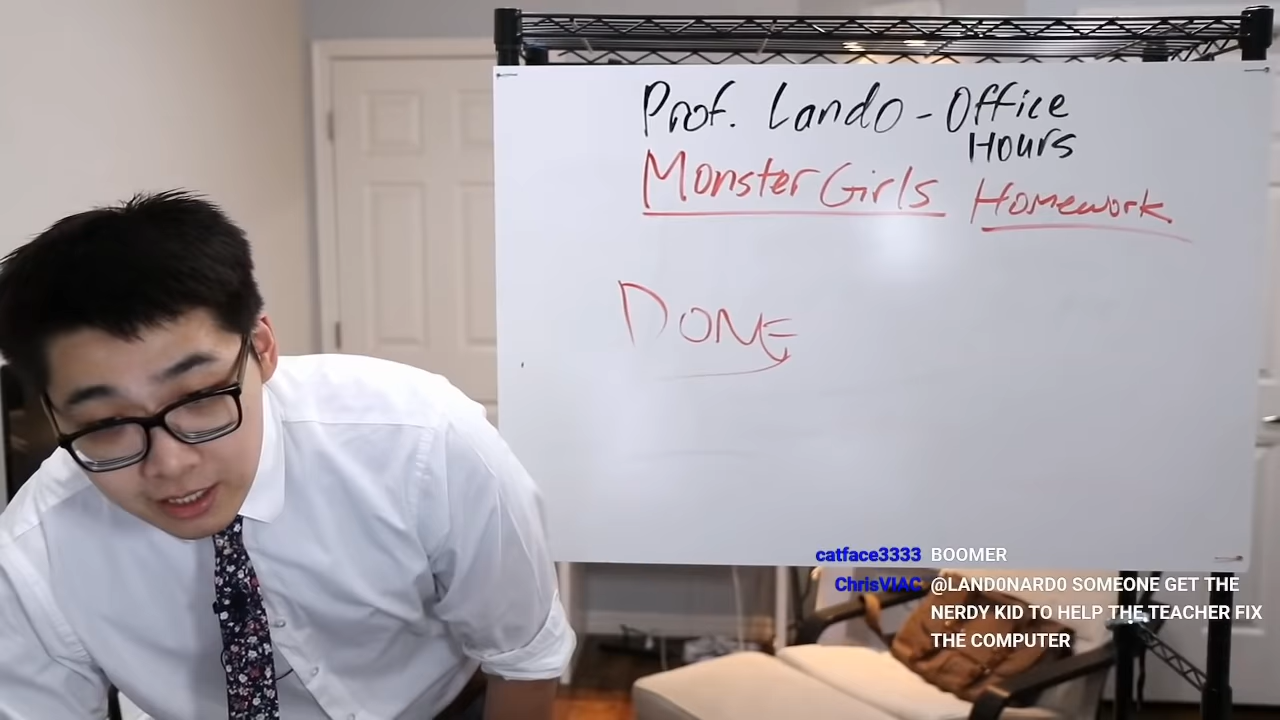 Prof. Lando - Office
Hours
Monster Girls Homework
DONE
catface3333 BOOMER
ChrisVIAC @LAND0NARD0 SOMEONE GET THE
NERDY KID TO HELP THE TEACHER FIX
THE COMPUTER